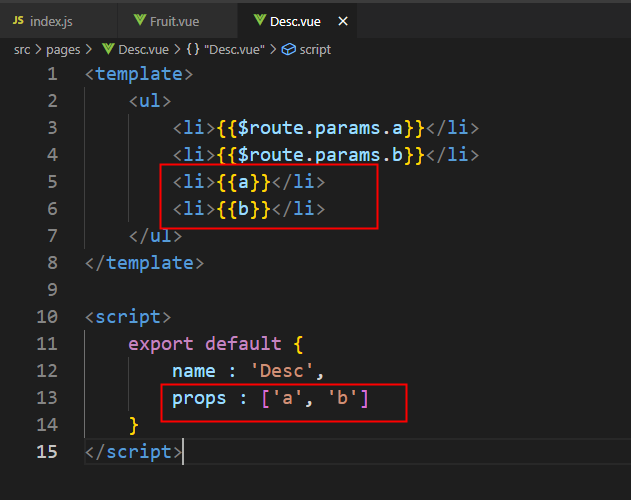 JS index.js Fruit.vue Desc.vue ×
src > pages > Desc.vue > {} "Desc.vue" > script
1 <template>
2 <ul>
3 <li>{{$route.params.a}}</li>
4 <li>{{$route.params.b}}</li>
5 <li>{{a}}</li>
6 <li>{{b}}</li>
7 </ul>
8 </template>
9
10 <script>
11 export default {
12 name : 'Desc',
13 props : ['a', 'b']
14 }
15 </script>